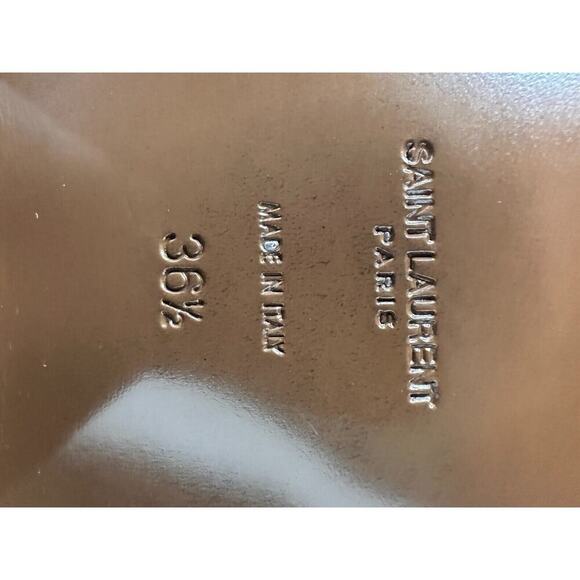 SAINT LAURENT
PARIS
MADE IN ITALY
36½